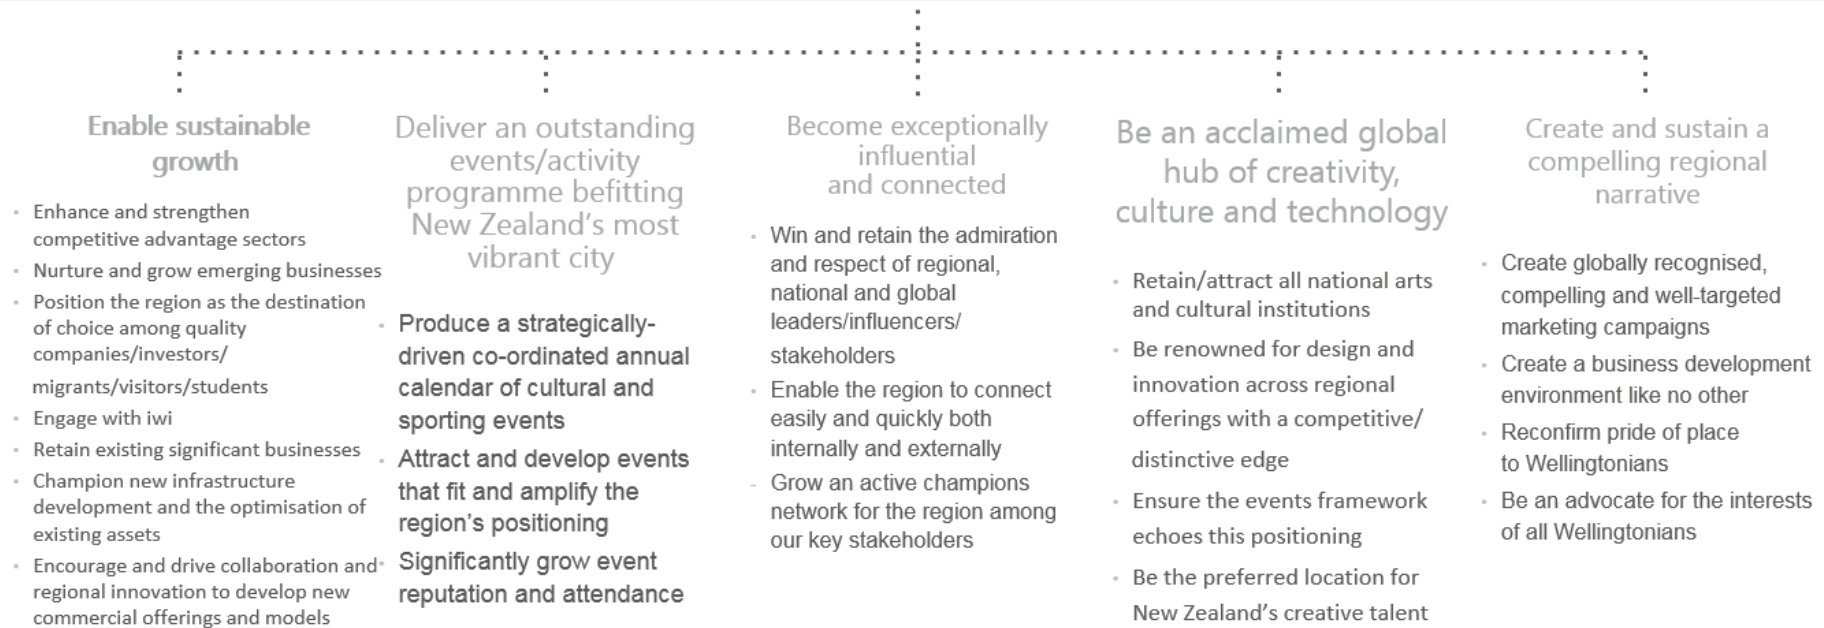 Enable sustainable
growth
Enhance and strengthen
competitive advantage sectors
Nurture and grow emerging businesses
Position the region as the destination
of choice among quality
companies/investors/
migrants/visitors/students
Engage with iwi
Retain existing significant businesses
Champion new infrastructure
development and the optimisation of
existing assets
Encourage and drive collaboration and
regional innovation to develop new
commercial offerings and models
Deliver an outstanding
events/activity
programme befitting
New Zealand's most
vibrant city
Produce a strategically-
driven co-ordinated annual
calendar of cultural and
sporting events
Attract and develop events
that fit and amplify the
region's positioning
Significantly grow event
reputation and attendance
Become exceptionally
influential
and connected
Win and retain the admiration
and respect of regional,
national and global
leaders/influencers/
stakeholders
Enable the region to connect
easily and quickly both
internally and externally
Grow an active champions
network for the region among
our key stakeholders
Be an acclaimed global
hub of creativity,
culture and technology
Retain/attract all national arts
and cultural institutions
Be renowned for design and
innovation across regional
offerings with a competitive/
distinctive edge
Ensure the events framework
echoes this positioning
Be the preferred location for
New Zealand's creative talent
Create and sustain a
compelling regional
narrative
Create globally recognised,
compelling and well-targeted
marketing campaigns
Create a business development
environment like no other
Reconfirm pride of place
to Wellingtonians
Be an advocate for the interests
of all Wellingtonians